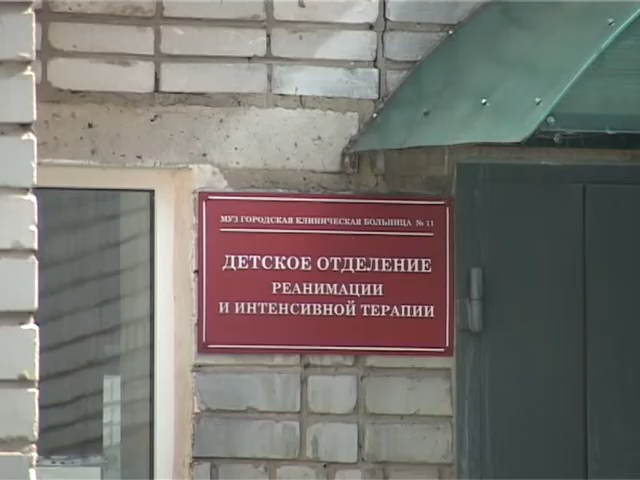 МУЗ ГОРОДСКАЯ КЛИНИЧЕСКАЯ БОЛЬНИЦА № 11
ДЕТСКОЕ ОТДЕЛЕНИЕ
РЕАНИМАЦИИ
И ИНТЕНСИВНОЙ ТЕРАПИИ